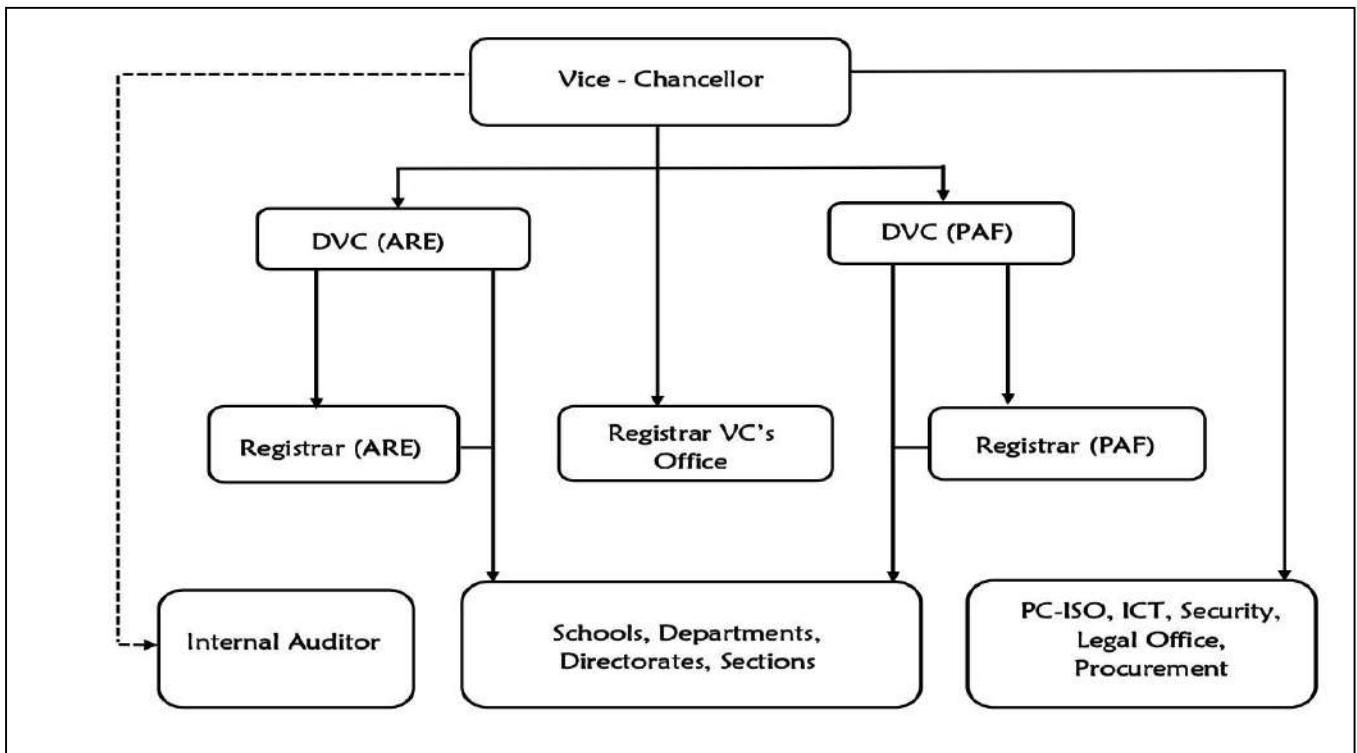 Vice - Chancellor
DVC (ARE)
DVC (PAF)
Registrar (ARE)
Registrar VC's
Office
Registrar (PAF)
Internal Auditor
Schools, Departments,
Directorates, Sections
PC-ISO, ICT, Security,
Legal Office,
Procurement